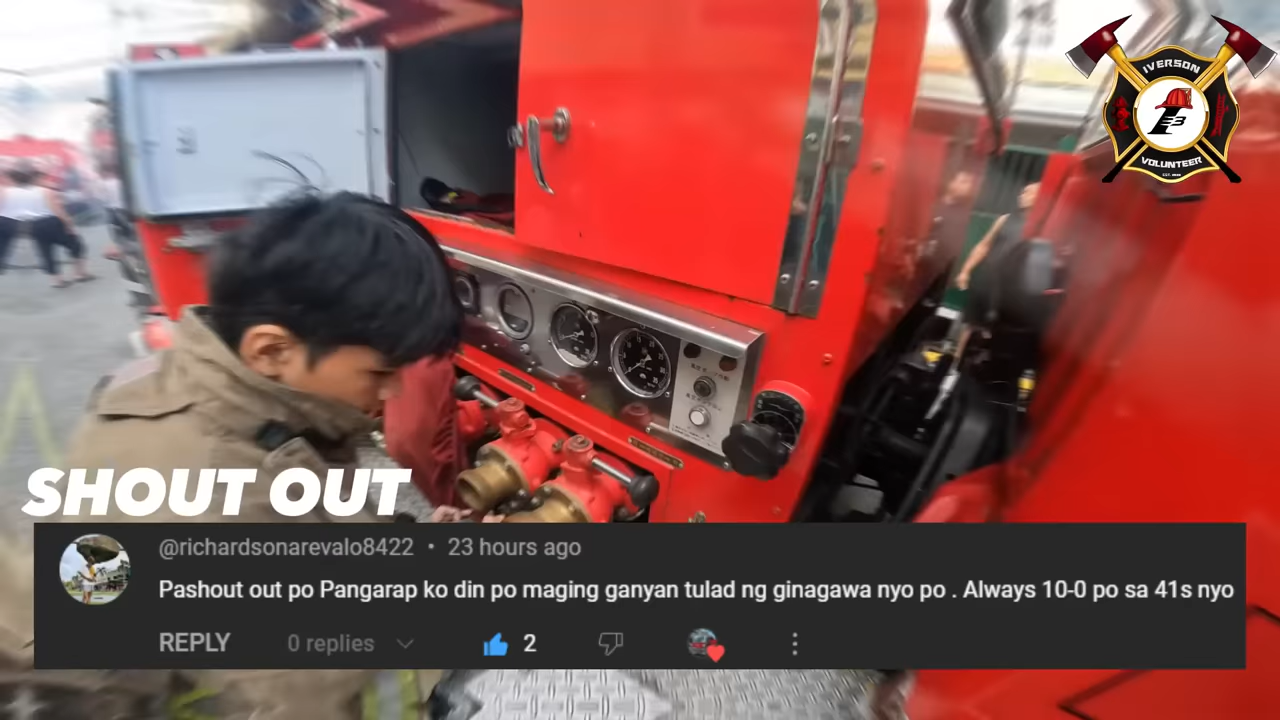 IVERSON
VOLUNTEER
SHOUT OUT
@richardsonarevalo8422 • 23 hours ago
Pashout out po Pangarap ko din po maging ganyan tulad ng ginagawa nyo po . Always 10-0 po sa 41s nyo
REPLY 0 replies 2